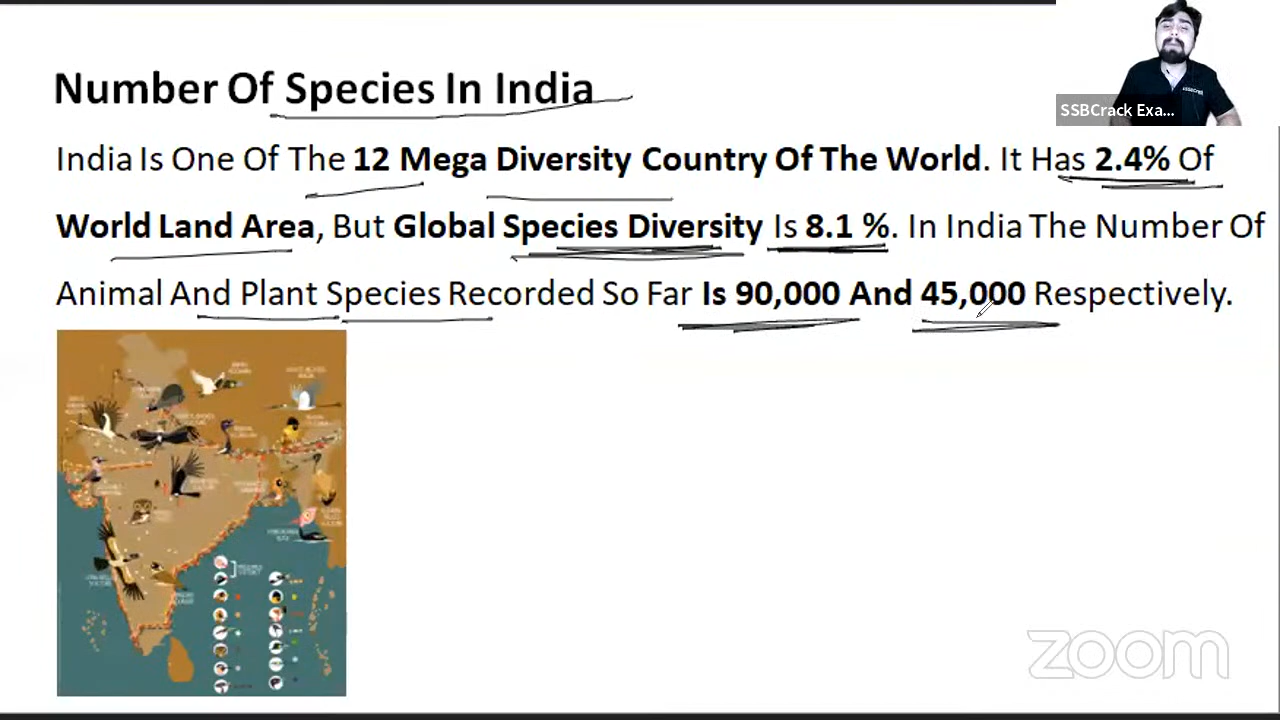 SSBCrack Exa...
Number Of Species In India
India Is One Of The 12 Mega Diversity Country Of The World. It Has 2.4% Of
World Land Area, But Global Species Diversity Is 8.1 %. In India The Number Of
Animal And Plant Species Recorded So Far Is 90,000 And 45,000 Respectively.
zoom